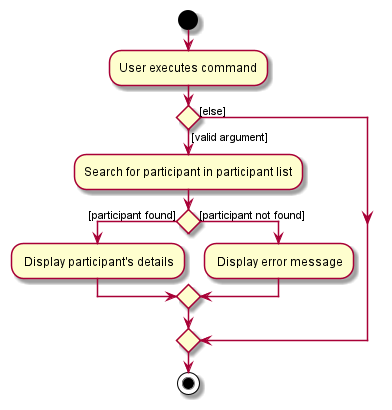 User executes command
[else]
[valid argument]
Search for participant in participant list
[participant found]
[participant not found]
Display participant's details
Display error message